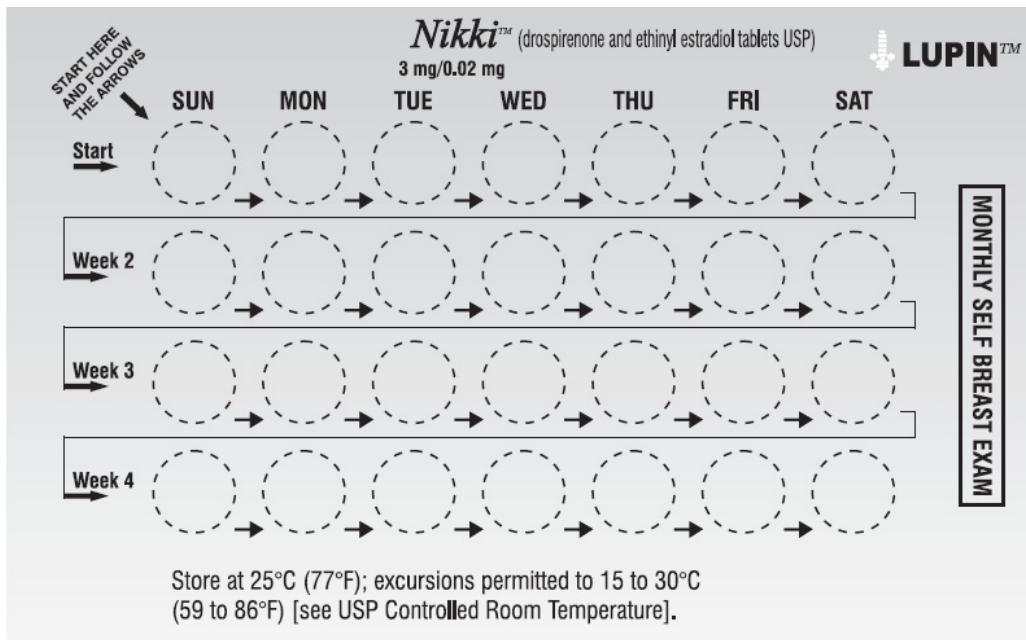 Nikki™ (drospirenone and ethinyl estradiol tablets USP)
3 mg/0.02 mg
LUPIN™
START HERE
AND FOLLOW
THE ARROWS
SUN MON TUE WED THU FRI SAT
Start
Week 2
Week 3
Week 4
MONTHLY SELF BREAST EXAM
Store at 25°C (77°F); excursions permitted to 15 to 30°C
(59 to 86°F) [see USP Controlled Room Temperature].